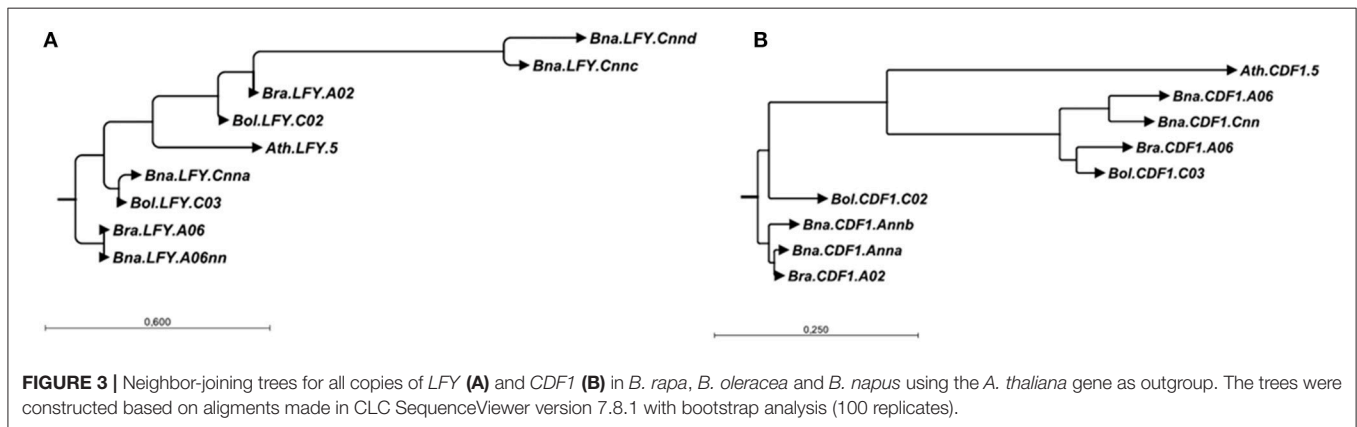 A
Bna.LFY.Cnnd
Bna.LFY.Cnnc
Bra.LFY.A02
Bol.LFY.C02
Ath.LFY.5
Bna.LFY.Cnna
Bol.LFY.C03
Bra.LFY.A06
Bna.LFY.A06nn
0,600
B
Ath.CDF1.5
Bna.CDF1.A06
Bna.CDF1.Cnn
Bra.CDF1.A06
Bol.CDF1.C03
Bol.CDF1.C02
Bna.CDF1.Annb
Bna.CDF1.Anna
Bra.CDF1.A02
0,250
FIGURE 3 | Neighbor-joining trees for all copies of LFY (A) and CDF1 (B) in B. rapa, B. oleracea and B. napus using the A. thaliana gene as outgroup. The trees were
constructed based on aligments made in CLC SequenceViewer version 7.8.1 with bootstrap analysis (100 replicates).